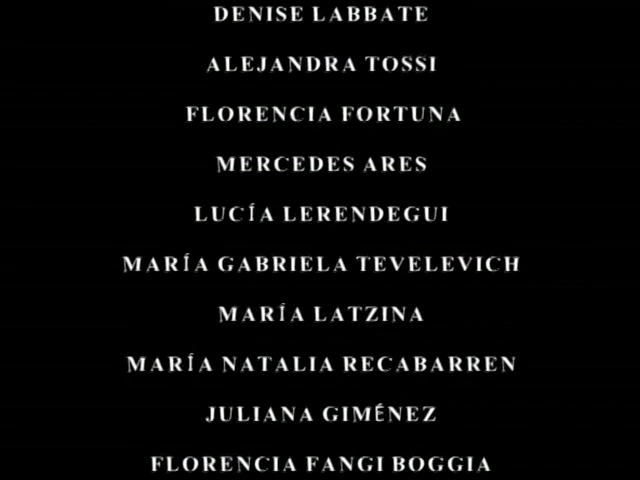 DENISE LABBATE
ALEJANDRA TOSSI
FLORENCIA FORTUNA
MERCEDES ARES
LUCÍA LERENDEGUI
MARÍA GABRIELA TEVELEVICH
MARÍA LATZINA
MARÍA NATALIA RECABARREN
JULIANA GIMÉNEZ
FLORENCIA FANGI BOGGIA